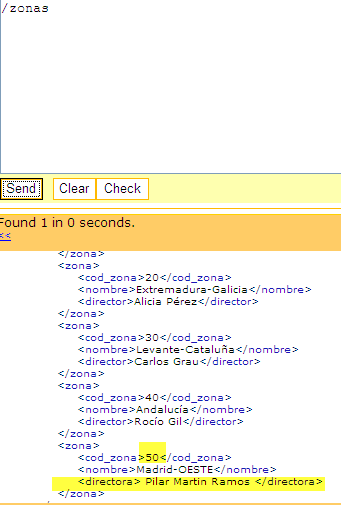 /zonas
Send Clear Check
Found 1 in 0 seconds.
<<
</zona>
<zona>
<cod_zona>20</cod_zona>
<nombre>Extremadura-Galicia</nombre>
<director>Alicia Pérez</director>
</zona>
<zona>
<cod_zona>30</cod_zona>
<nombre>Levante-Cataluña</nombre>
<director>Carlos Grau</director>
</zona>
<zona>
<cod_zona>40</cod_zona>
<nombre>Andalucía</nombre>
<director>Rocío Gil</director>
</zona>
<zona>
<cod_zona>50</cod_zona>
<nombre>Madrid-OESTE</nombre>
<directora> Pilar Martin Ramos </directora>
</zona>